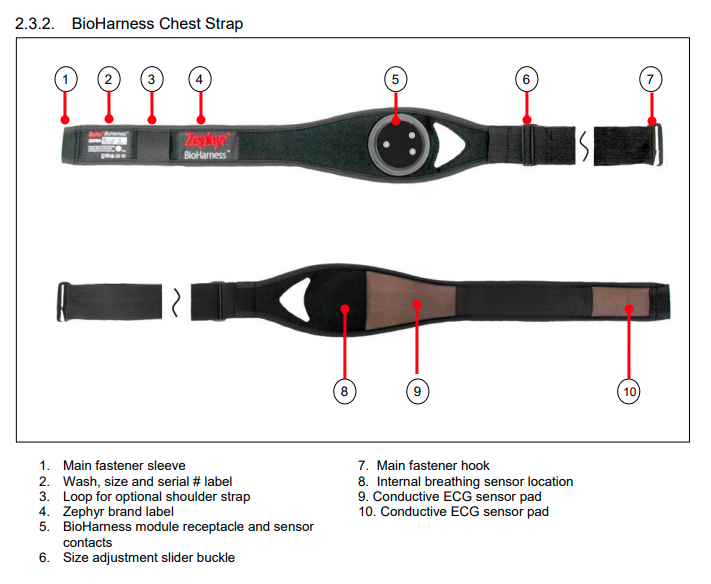 2.3.2. BioHarness Chest Strap
1 2 3 4 5 6 7
BioHarness
Zephyr™
BioHarness™
8 9 10
1. Main fastener sleeve
2. Wash, size and serial # label
3. Loop for optional shoulder strap
4. Zephyr brand label
5. BioHarness module receptacle and sensor
contacts
6. Size adjustment slider buckle
7. Main fastener hook
8. Internal breathing sensor location
9. Conductive ECG sensor pad
10. Conductive ECG sensor pad